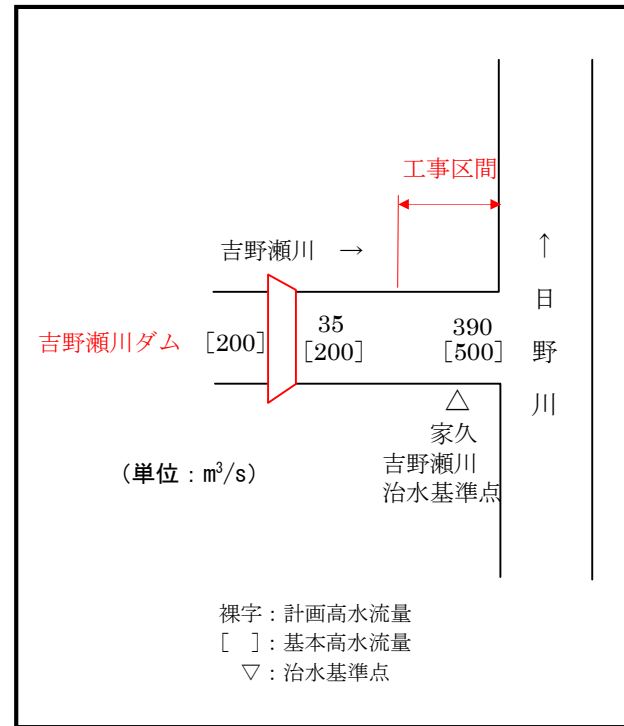 工事区間
吉野瀬川 →
↑
日野川
吉野瀬川ダム [200]
35
[200]
390
[500]
△
家久
吉野瀬川
治水基準点
(単位：m³/s)
裸字：計画高水流量
[ ]：基本高水流量
▽：治水基準点